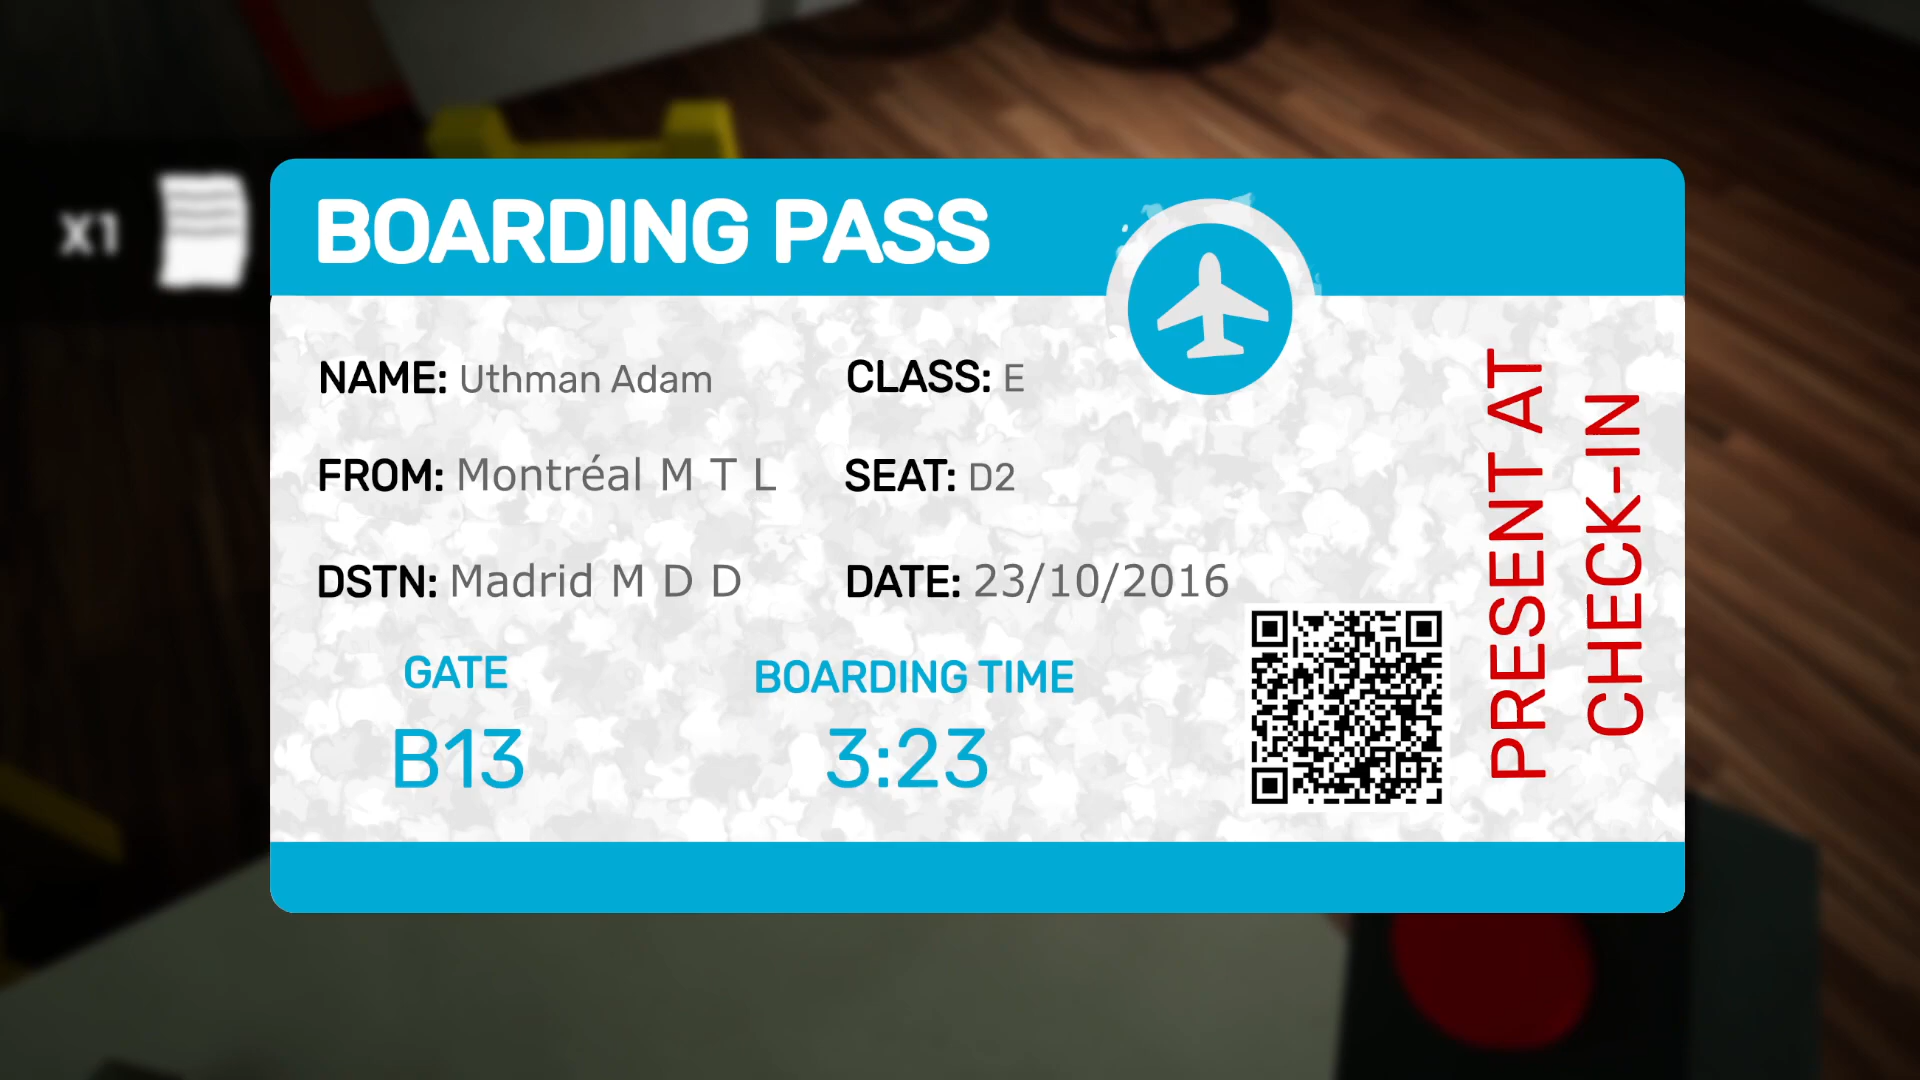 X1
BOARDING PASS
NAME: Uthman Adam
CLASS: E
FROM: Montréal M T L
SEAT: D2
DSTN: Madrid M D D
DATE: 23/10/2016
GATE
B13
BOARDING TIME
3:23
PRESENT AT
CHECK-IN